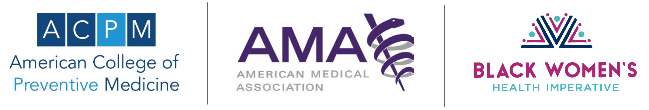 ACPM
American College of
Preventive Medicine
AMA
AMERICAN MEDICAL
ASSOCIATION
BLACK WOMEN'S
HEALTH IMPERATIVE